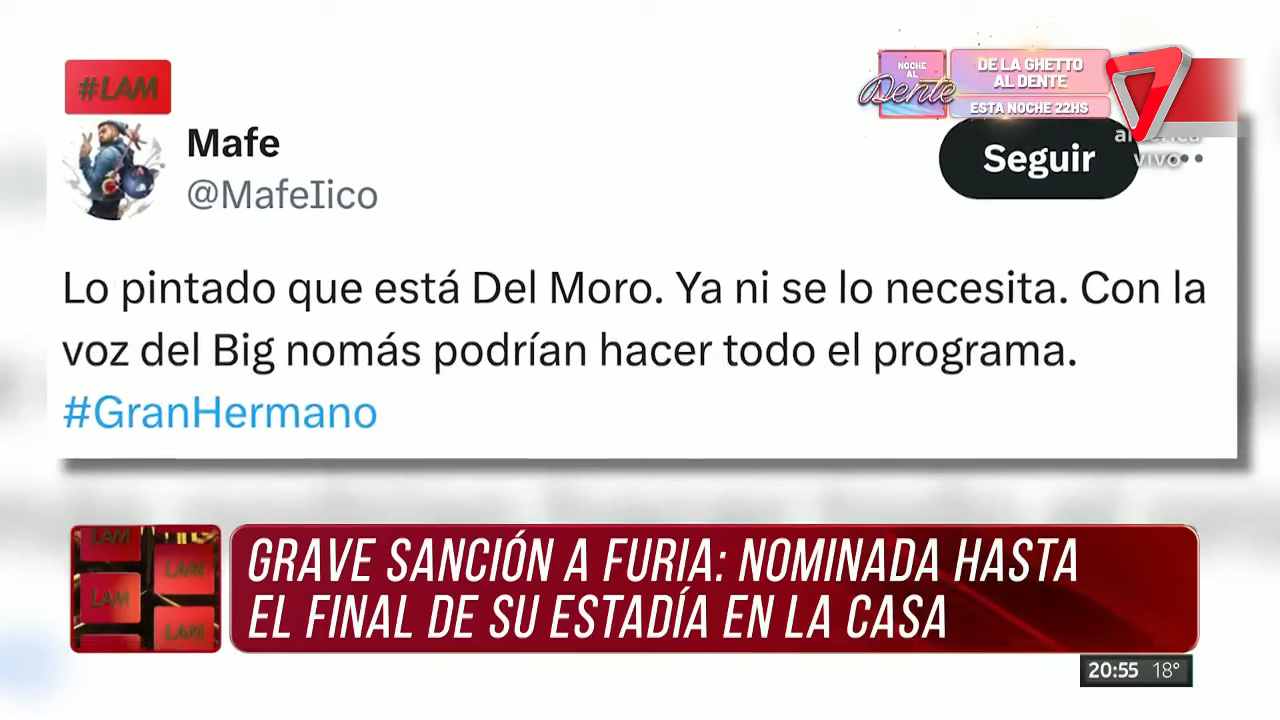 #LAM
NOCHE
AL
Dente
DE LA GHETTO
AL DENTE
ESTA NOCHE 22HS
américa
vivo
Mafe
@MafeIico
Seguir
Lo pintado que está Del Moro. Ya ni se lo necesita. Con la
voz del Big nomás podrían hacer todo el programa.
#GranHermano
LAM
LAM
LAM
LAM
GRAVE SANCIÓN A FURIA: NOMINADA HASTA
EL FINAL DE SU ESTADÍA EN LA CASA
20:55 18°